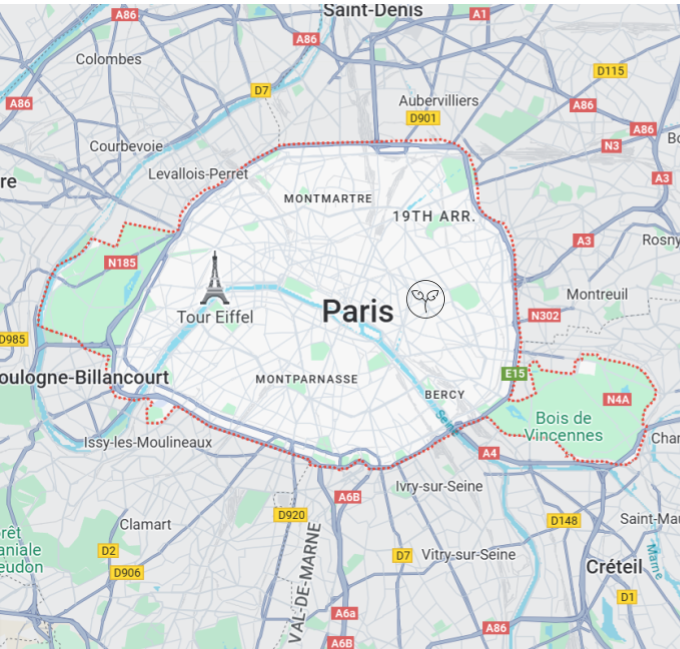 Saint-Denis
A86
A1
A86
Colombes
D115
D7
A86
Aubervilliers
A86
D901
A86
N3
Courbevoie
Levallois-Perret
A3
re
MONTMARTRE
19TH ARR.
A3
Rosny
N185
Montreuil
Paris
Tour Eiffel
N302
D985
E15
oulogne-Billancourt
MONTPARNASSE
BERCY
N4A
Bois de
Vincennes
Seine
Issy-les-Moulineaux
Char
A4
Ivry-sur-Seine
A6B
D920
D148
Saint-Mau
Clamart
rêt
aniale
eudon
D2
D7
Vitry-sur-Seine
Marne
D906
VAL-DE-MARNE
Créteil
D1
A6a
A86
A6B